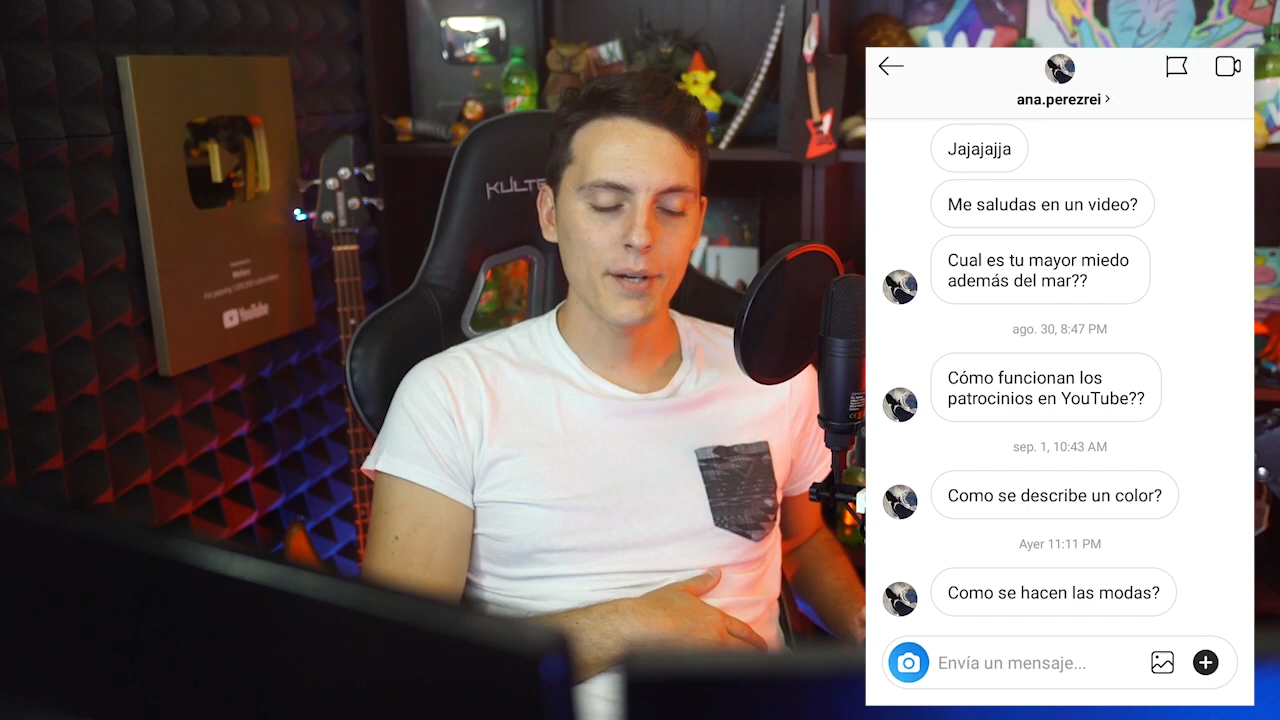 KÜLTE
YouTube
ana.perezrei
Jajajajja
Me saludas en un video?
Cual es tu mayor miedo
además del mar??
ago. 30, 8:47 PM
Cómo funcionan los
patrocinios en YouTube??
sep. 1, 10:43 AM
Como se describe un color?
Ayer 11:11 PM
Como se hacen las modas?
Envía un mensaje...